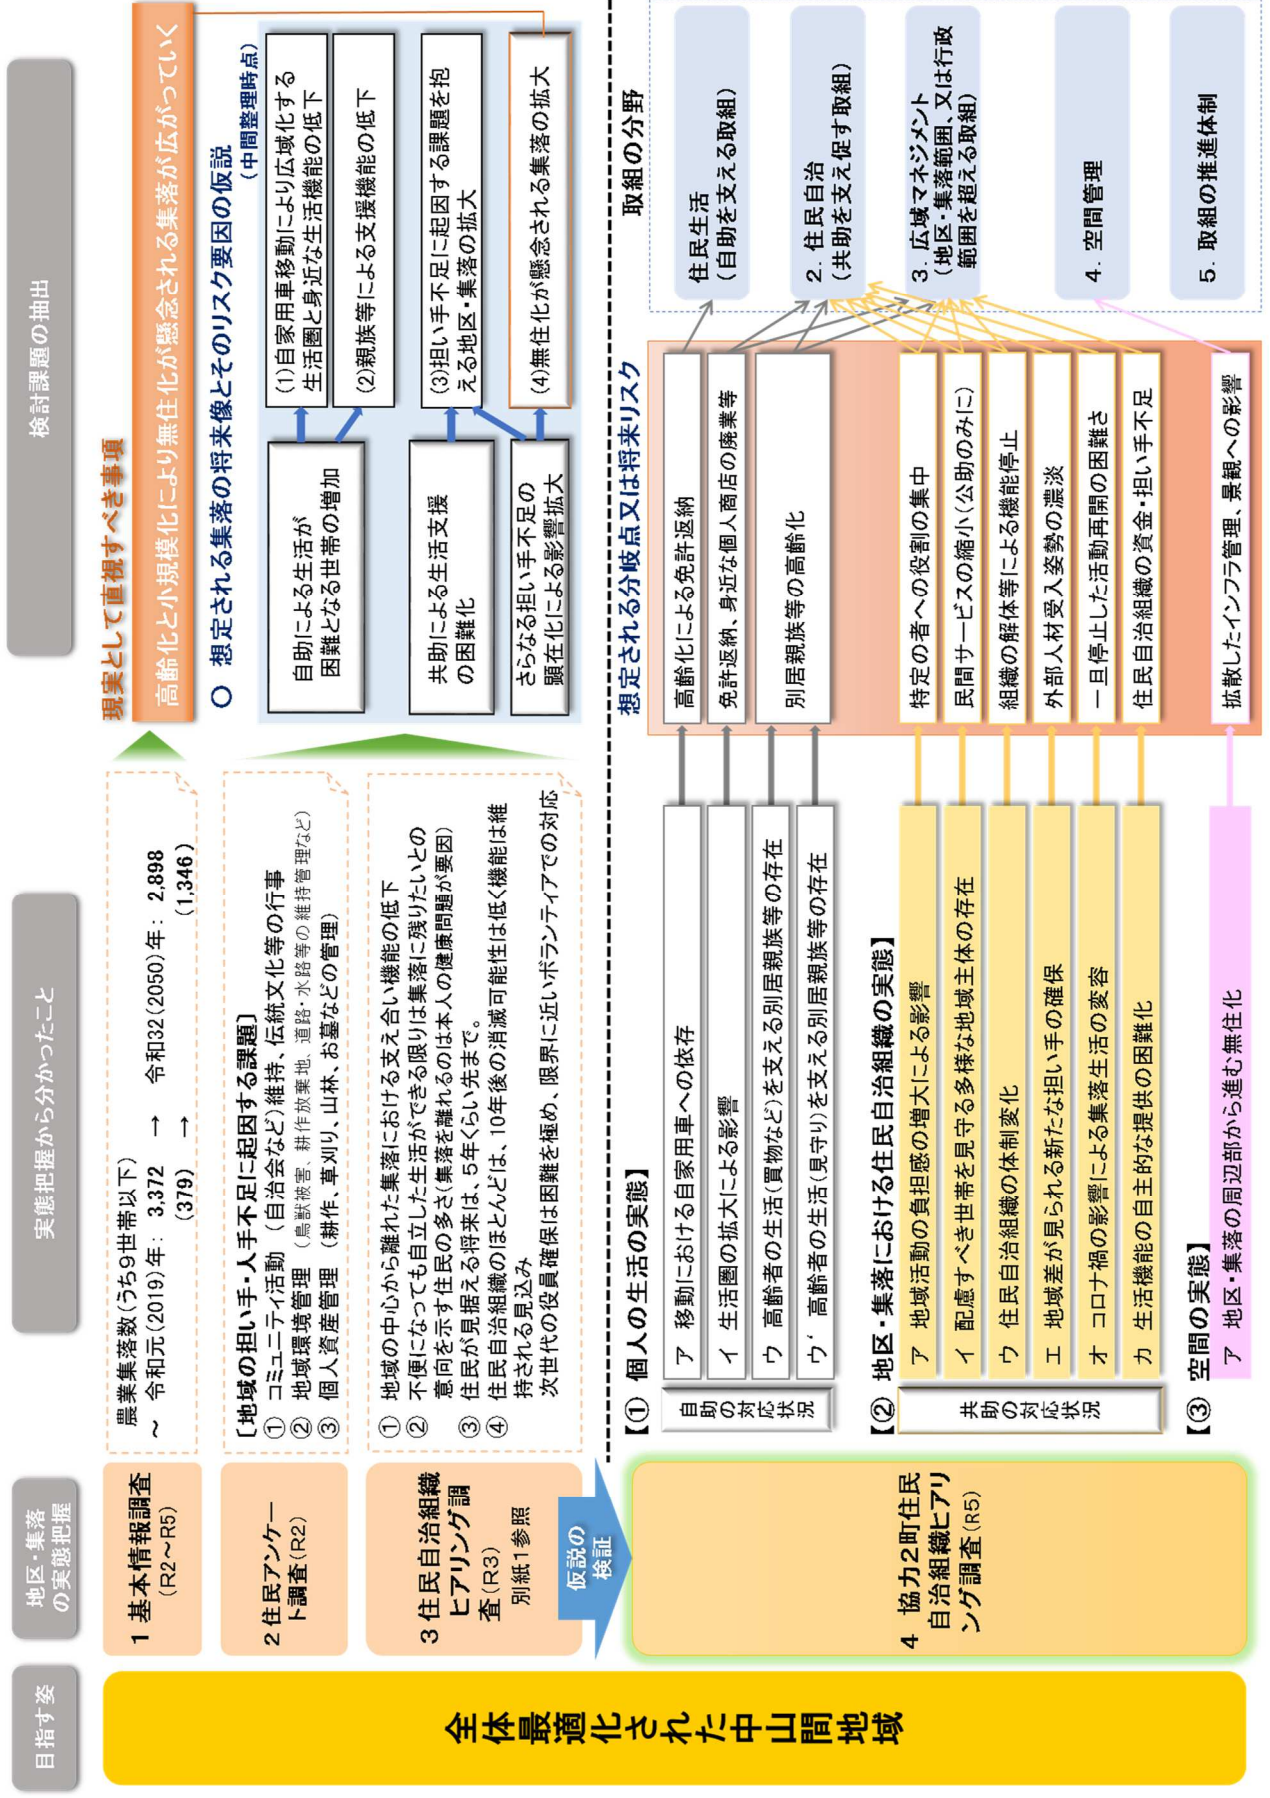 目指す姿
地区・集落
の実態把握
実態把握から分かったこと
検討課題の抽出
全体最適化された中山間地域
1 基本情報調査
(R2～R5)
農業集落数(うち9世帯以下)
～ 令和元(2019)年: 3,372 → 令和32(2050)年: 2,898
(379) → (1,346)
現実として直視すべき事項
高齢化と小規模化により無住化が懸念される集落が広がっていく
2 住民アンケー
ト調査(R2)
[地域の担い手・人手不足に起因する課題]
① コミュニティ活動 (自治会など)維持、伝統文化等の行事
② 地域環境管理 (鳥獣被害、耕作放棄地、道路・水路等の維持管理など)
③ 個人資産管理 (耕作、草刈り、山林、お墓などの管理)
3 住民自治組織
ヒアリング調
査(R3)
別紙1参照
① 地域の中心から離れた集落における支え合い機能の低下
② 不便になっても自立した生活ができる限りは集落に残りたいとの
意向を示す住民の多さ(集落を離れるのは本人の健康問題が要因)
③ 住民が見据える将来は、5年くらい先まで。
④ 住民自治組織のほとんどは、10年後の消滅可能性は低く機能は維
持される見込み
次世代の役員確保は困難を極め、限界に近いボランティアでの対応
〇 想定される集落の将来像とそのリスク要因の仮説
(中間整理時点)
自助による生活が
困難となる世帯の増加
共助による生活支援
の困難化
さらなる担い手不足の
顕在化による影響拡大
(1)自家用車移動により広域化する
生活圏と身近な生活機能の低下
(2)親族等による支援機能の低下
(3)担い手不足に起因する課題を抱
える地区・集落の拡大
(4)無住化が懸念される集落の拡大
仮説の
検証
4 協力2町住民
自治組織ヒアリ
ング調査(R5)
【①】個人の生活の実態】
自助の対応状況
ア 移動における自家用車への依存
イ 生活圏の拡大による影響
ウ 高齢者の生活(買物など)を支える別居親族等の存在
ウ‘ 高齢者の生活(見守り)を支える別居親族等の存在
【②】地区・集落における住民自治組織の実態】
共助の対応状況
ア 地域活動の負担感の増大による影響
イ 配慮すべき世帯を見守る多様な地域主体の存在
ウ 住民自治組織の体制変化
エ 地域差が見られる新たな担い手の確保
オ コロナ禍の影響による集落生活の変容
カ 生活機能の自主的な提供の困難化
【③】空間の実態】
ア 地区・集落の周辺部から進む無住化
想定される分岐点又は将来リスク
高齢化による免許返納
免許返納、身近な個人商店の廃業等
別居親族等の高齢化
特定の者への役割の集中
民間サービスの縮小(公助のみに)
組織の解体等による機能停止
外部人材受入姿勢の濃淡
一旦停止した活動再開の困難さ
住民自治組織の資金・担い手不足
拡散したインフラ管理、景観への影響
取組の分野
住民生活
(自助を支える取組)
2. 住民自治
(共助を支え促す取組)
3. 広域マネジメント
(地区・集落範囲、又は行政
範囲を超える取組)
4. 空間管理
5. 取組の推進体制